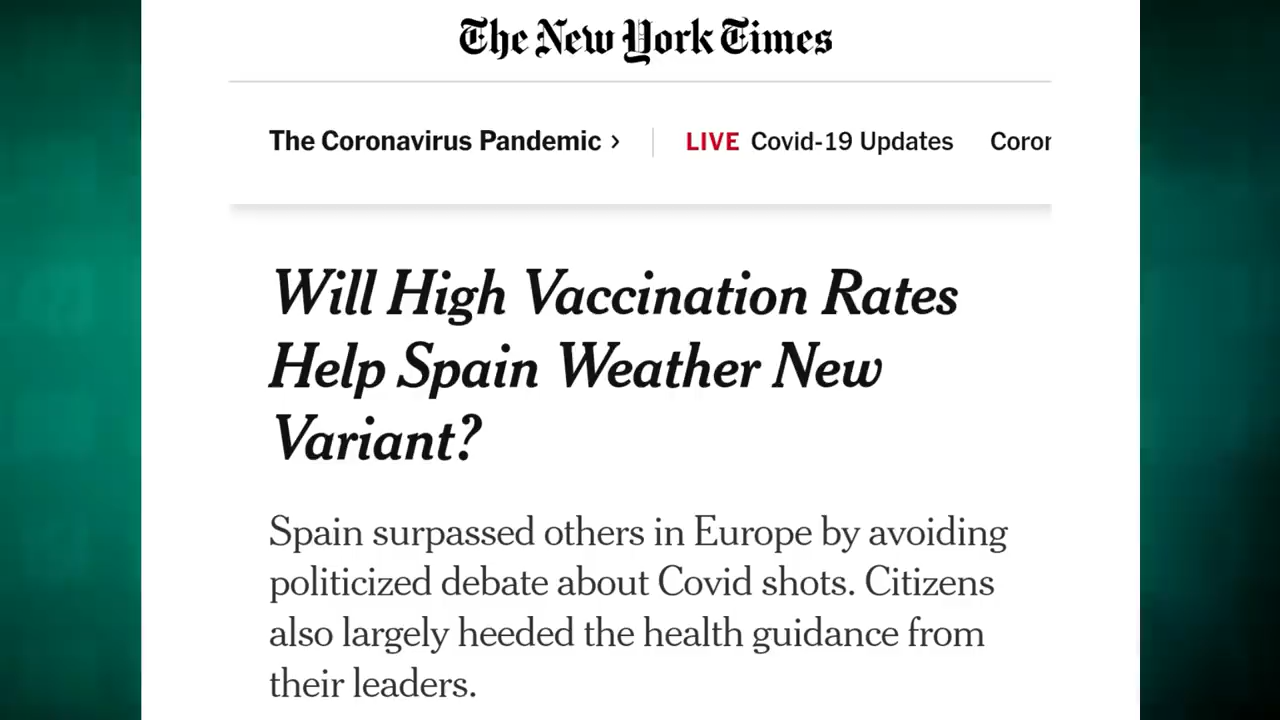 The New York Times
The Coronavirus Pandemic › LIVE Covid-19 Updates Coror
Will High Vaccination Rates
Help Spain Weather New
Variant?
Spain surpassed others in Europe by avoiding
politicized debate about Covid shots. Citizens
also largely heeded the health guidance from
their leaders.